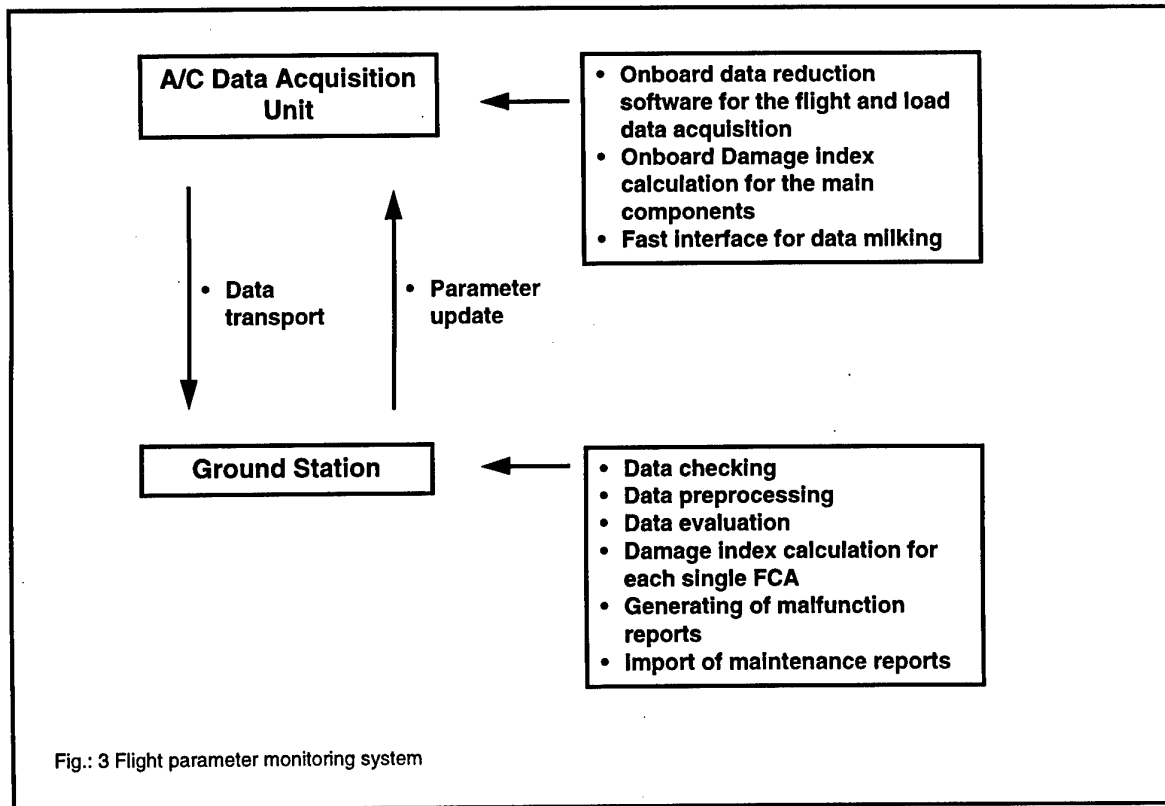 A/C Data Acquisition
Unit
• Onboard data reduction
software for the flight and load
data acquisition
• Onboard Damage index
calculation for the main
components
• Fast interface for data milking
• Data
transport
• Parameter
update
Ground Station
• Data checking
• Data preprocessing
• Data evaluation
• Damage index calculation for
each single FCA
• Generating of malfunction
reports
• Import of maintenance reports
Fig.: 3 Flight parameter monitoring system